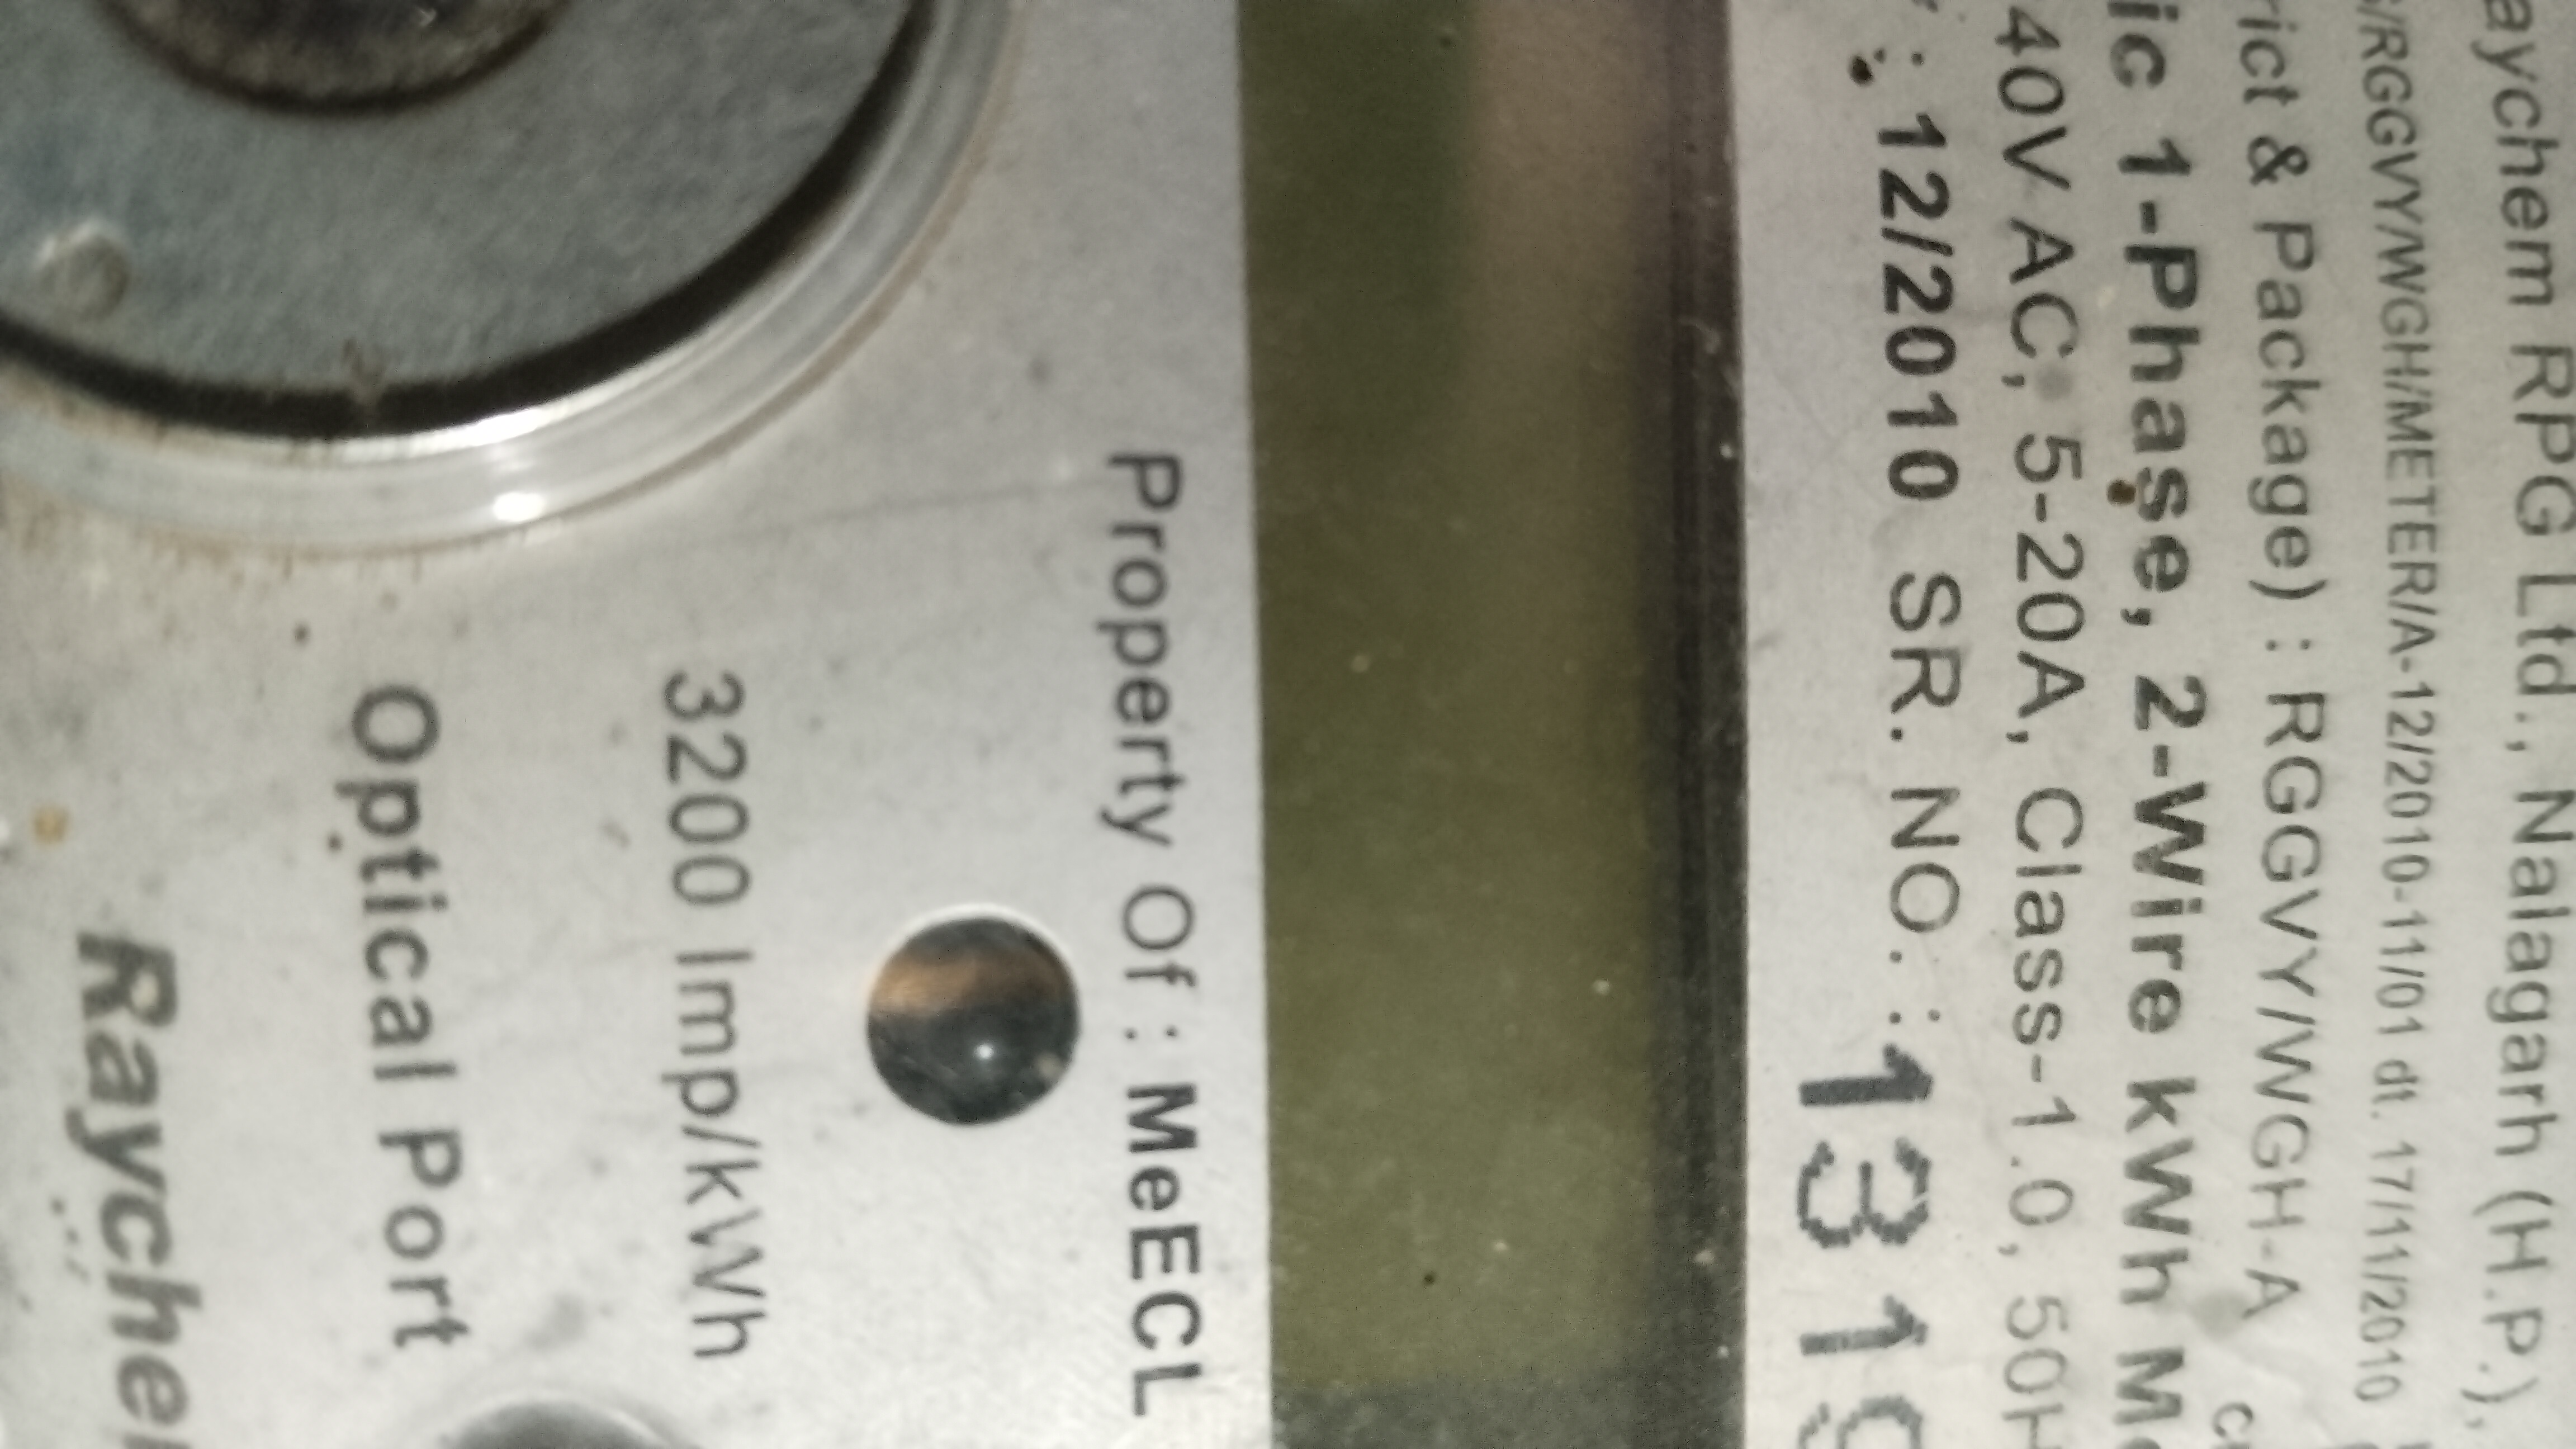 aychem RPG Ltd., Nalagarh (H.P.),
/RGGVY/WGH/METER/A-12/2010-11/01 dt. 17/11/2010
rict & Package) : RGGVY/WGH-A
ic 1-Phase, 2-Wire kWh M
40V AC, 5-20A, Class-1.0, 50H
: 12/2010 SR. NO. : 1319
Property Of : MeECL
3200 Imp/kWh
Optical Port
Rayche